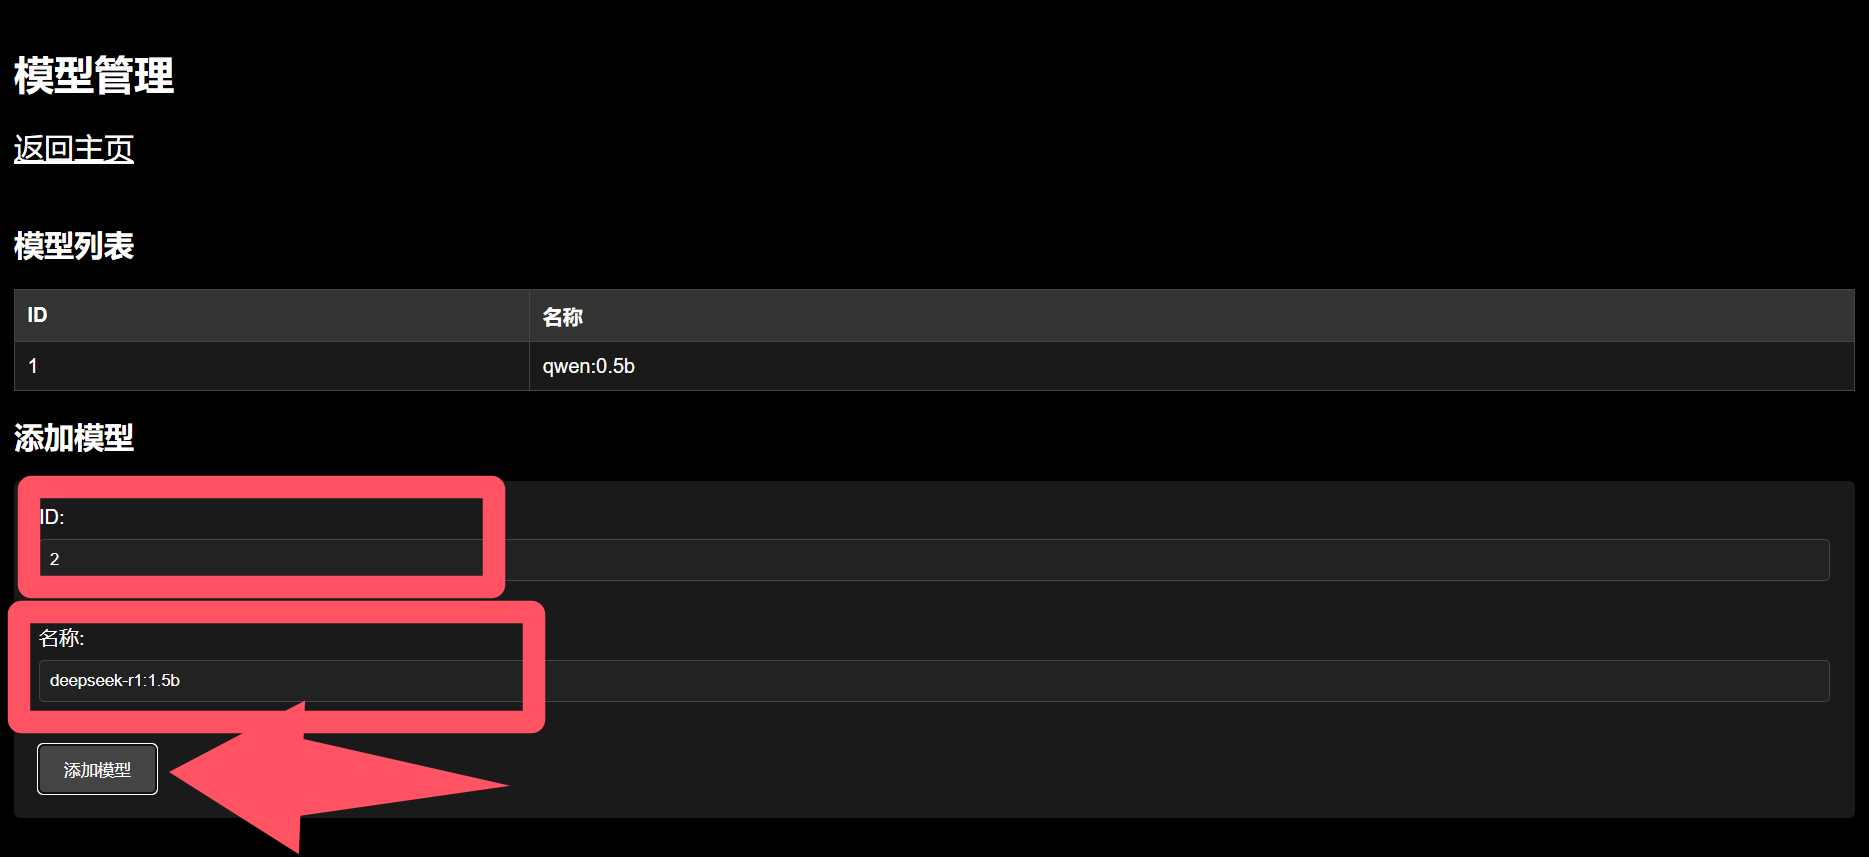 模型管理
返回主页
模型列表
ID 名称
1 qwen:0.5b
添加模型
ID:
2
名称:
deepseek-r1:1.5b
添加模型